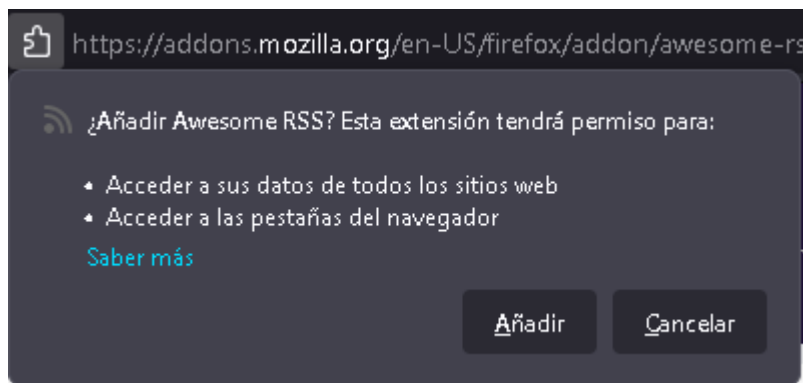 https://addons.mozilla.org/en-US/firefox/addon/awesome-rs
¿Añadir Awesome RSS? Esta extensión tendrá permiso para:
• Acceder a sus datos de todos los sitios web
• Acceder a las pestañas del navegador
Saber más
Añadir Cancelar